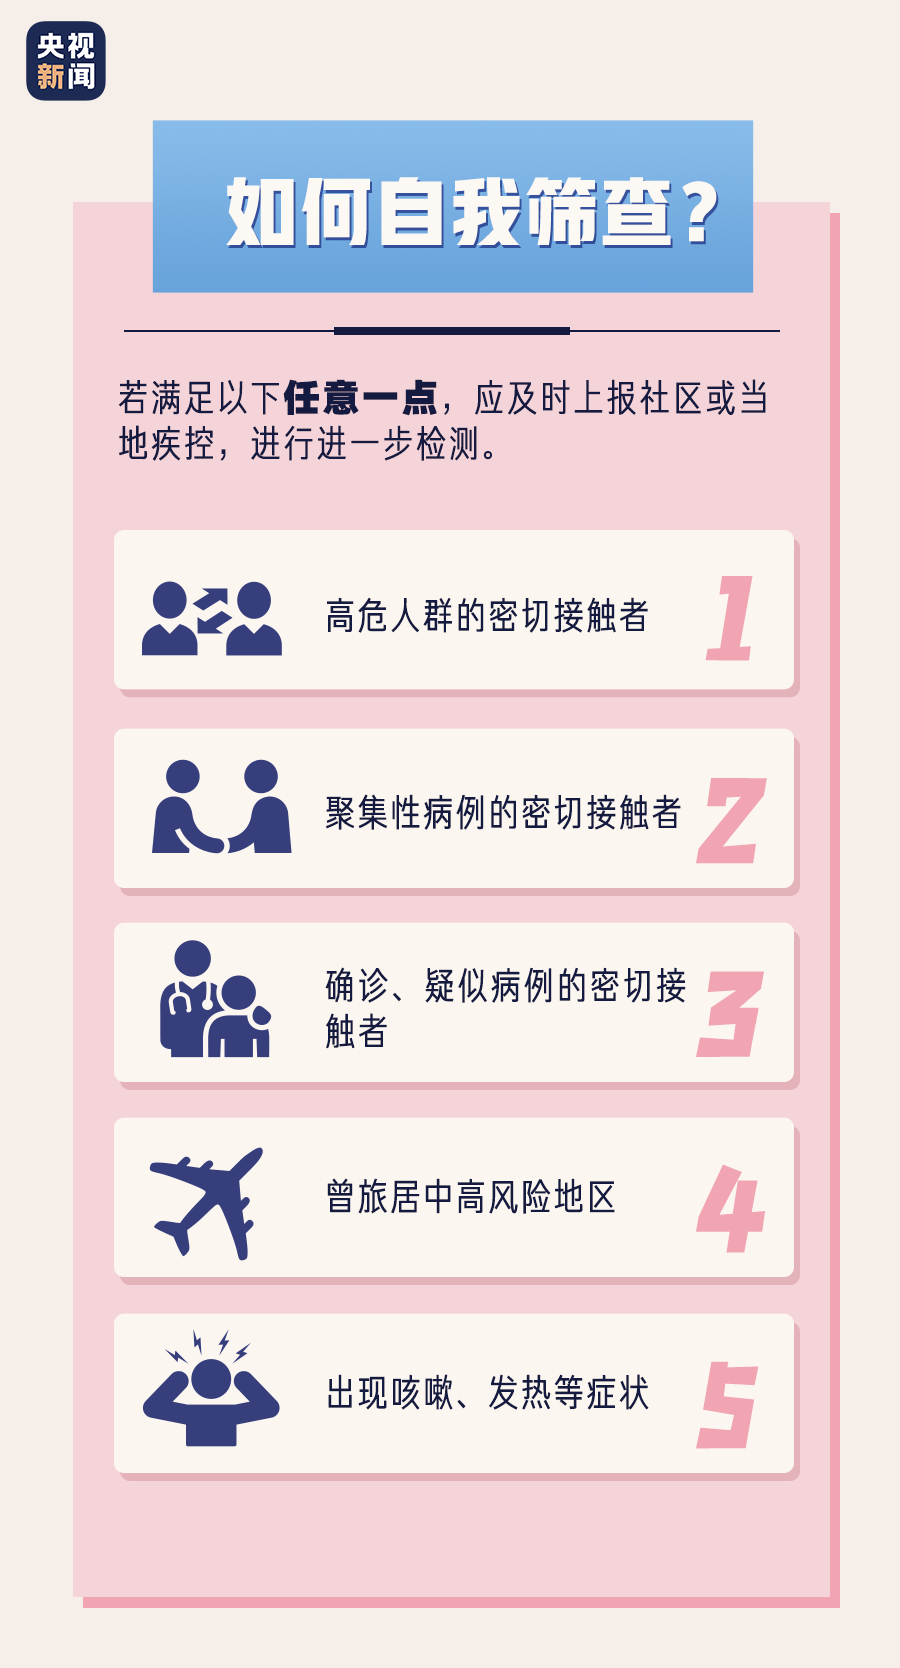 央视
新闻
如何自我筛查?
若满足以下任意一点，应及时上报社区或当
地疾控，进行进一步检测。
高危人群的密切接触者
1
聚集性病例的密切接触者
2
确诊、疑似病例的密切接
触者
3
曾旅居中高风险地区
4
出现咳嗽、发热等症状
5